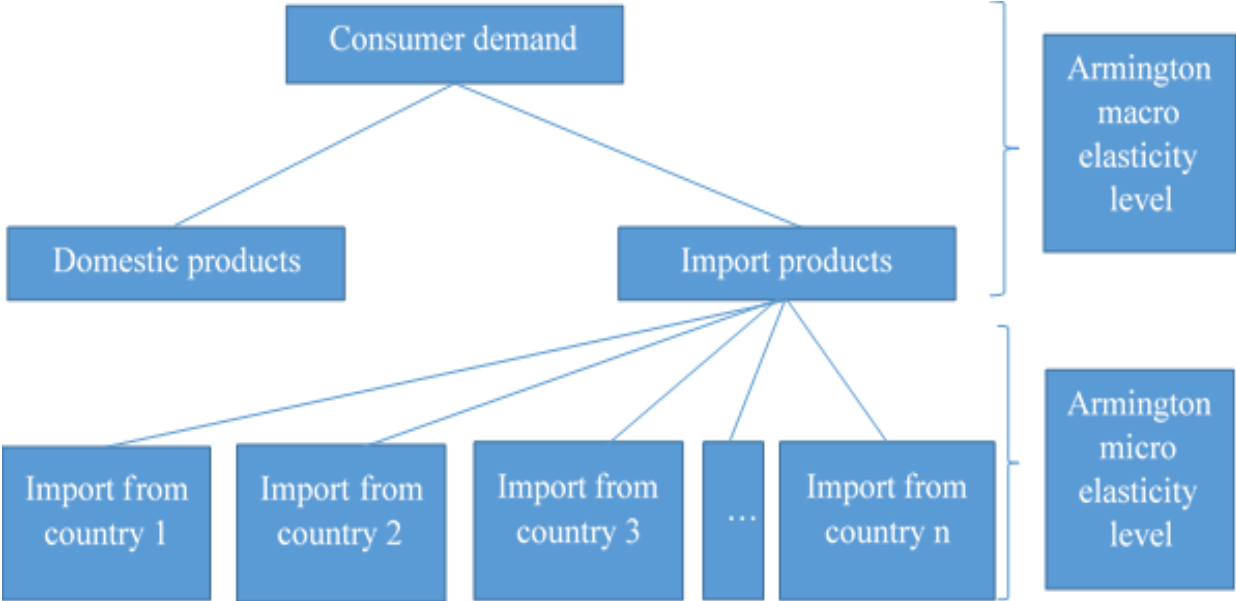 Consumer demand
Armington
macro
elasticity
level
Domestic products
Import products
Armington
micro
elasticity
level
Import from
country 1
Import from
country 2
Import from
country 3
...
Import from
country n